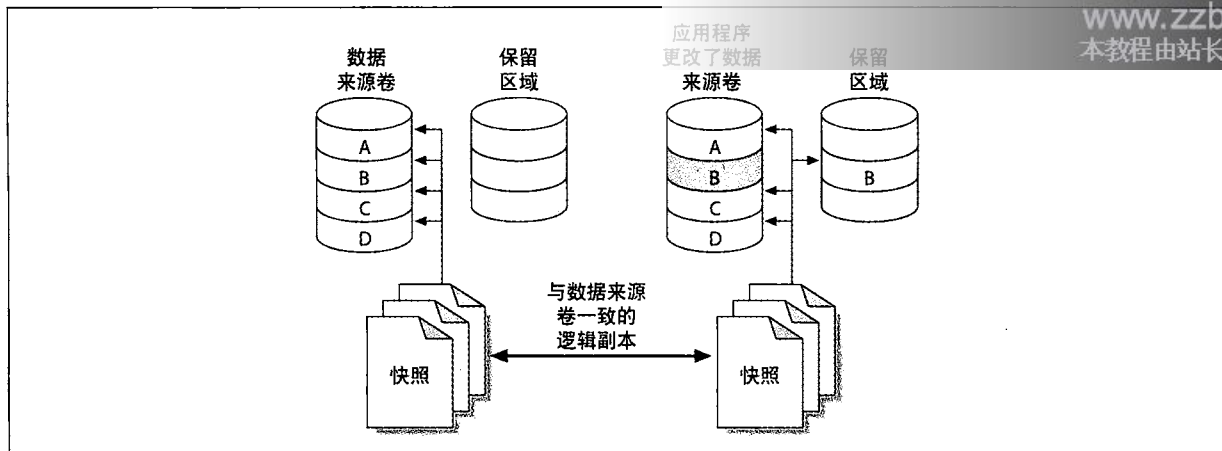 www.zzb
本教程由站长
数据
来源卷
保留
区域
应用程序
更改了数据
来源卷
保留
区域
A
B
C
D
A
B
C
D
B
与数据来源
卷一致的
逻辑副本
快照
快照